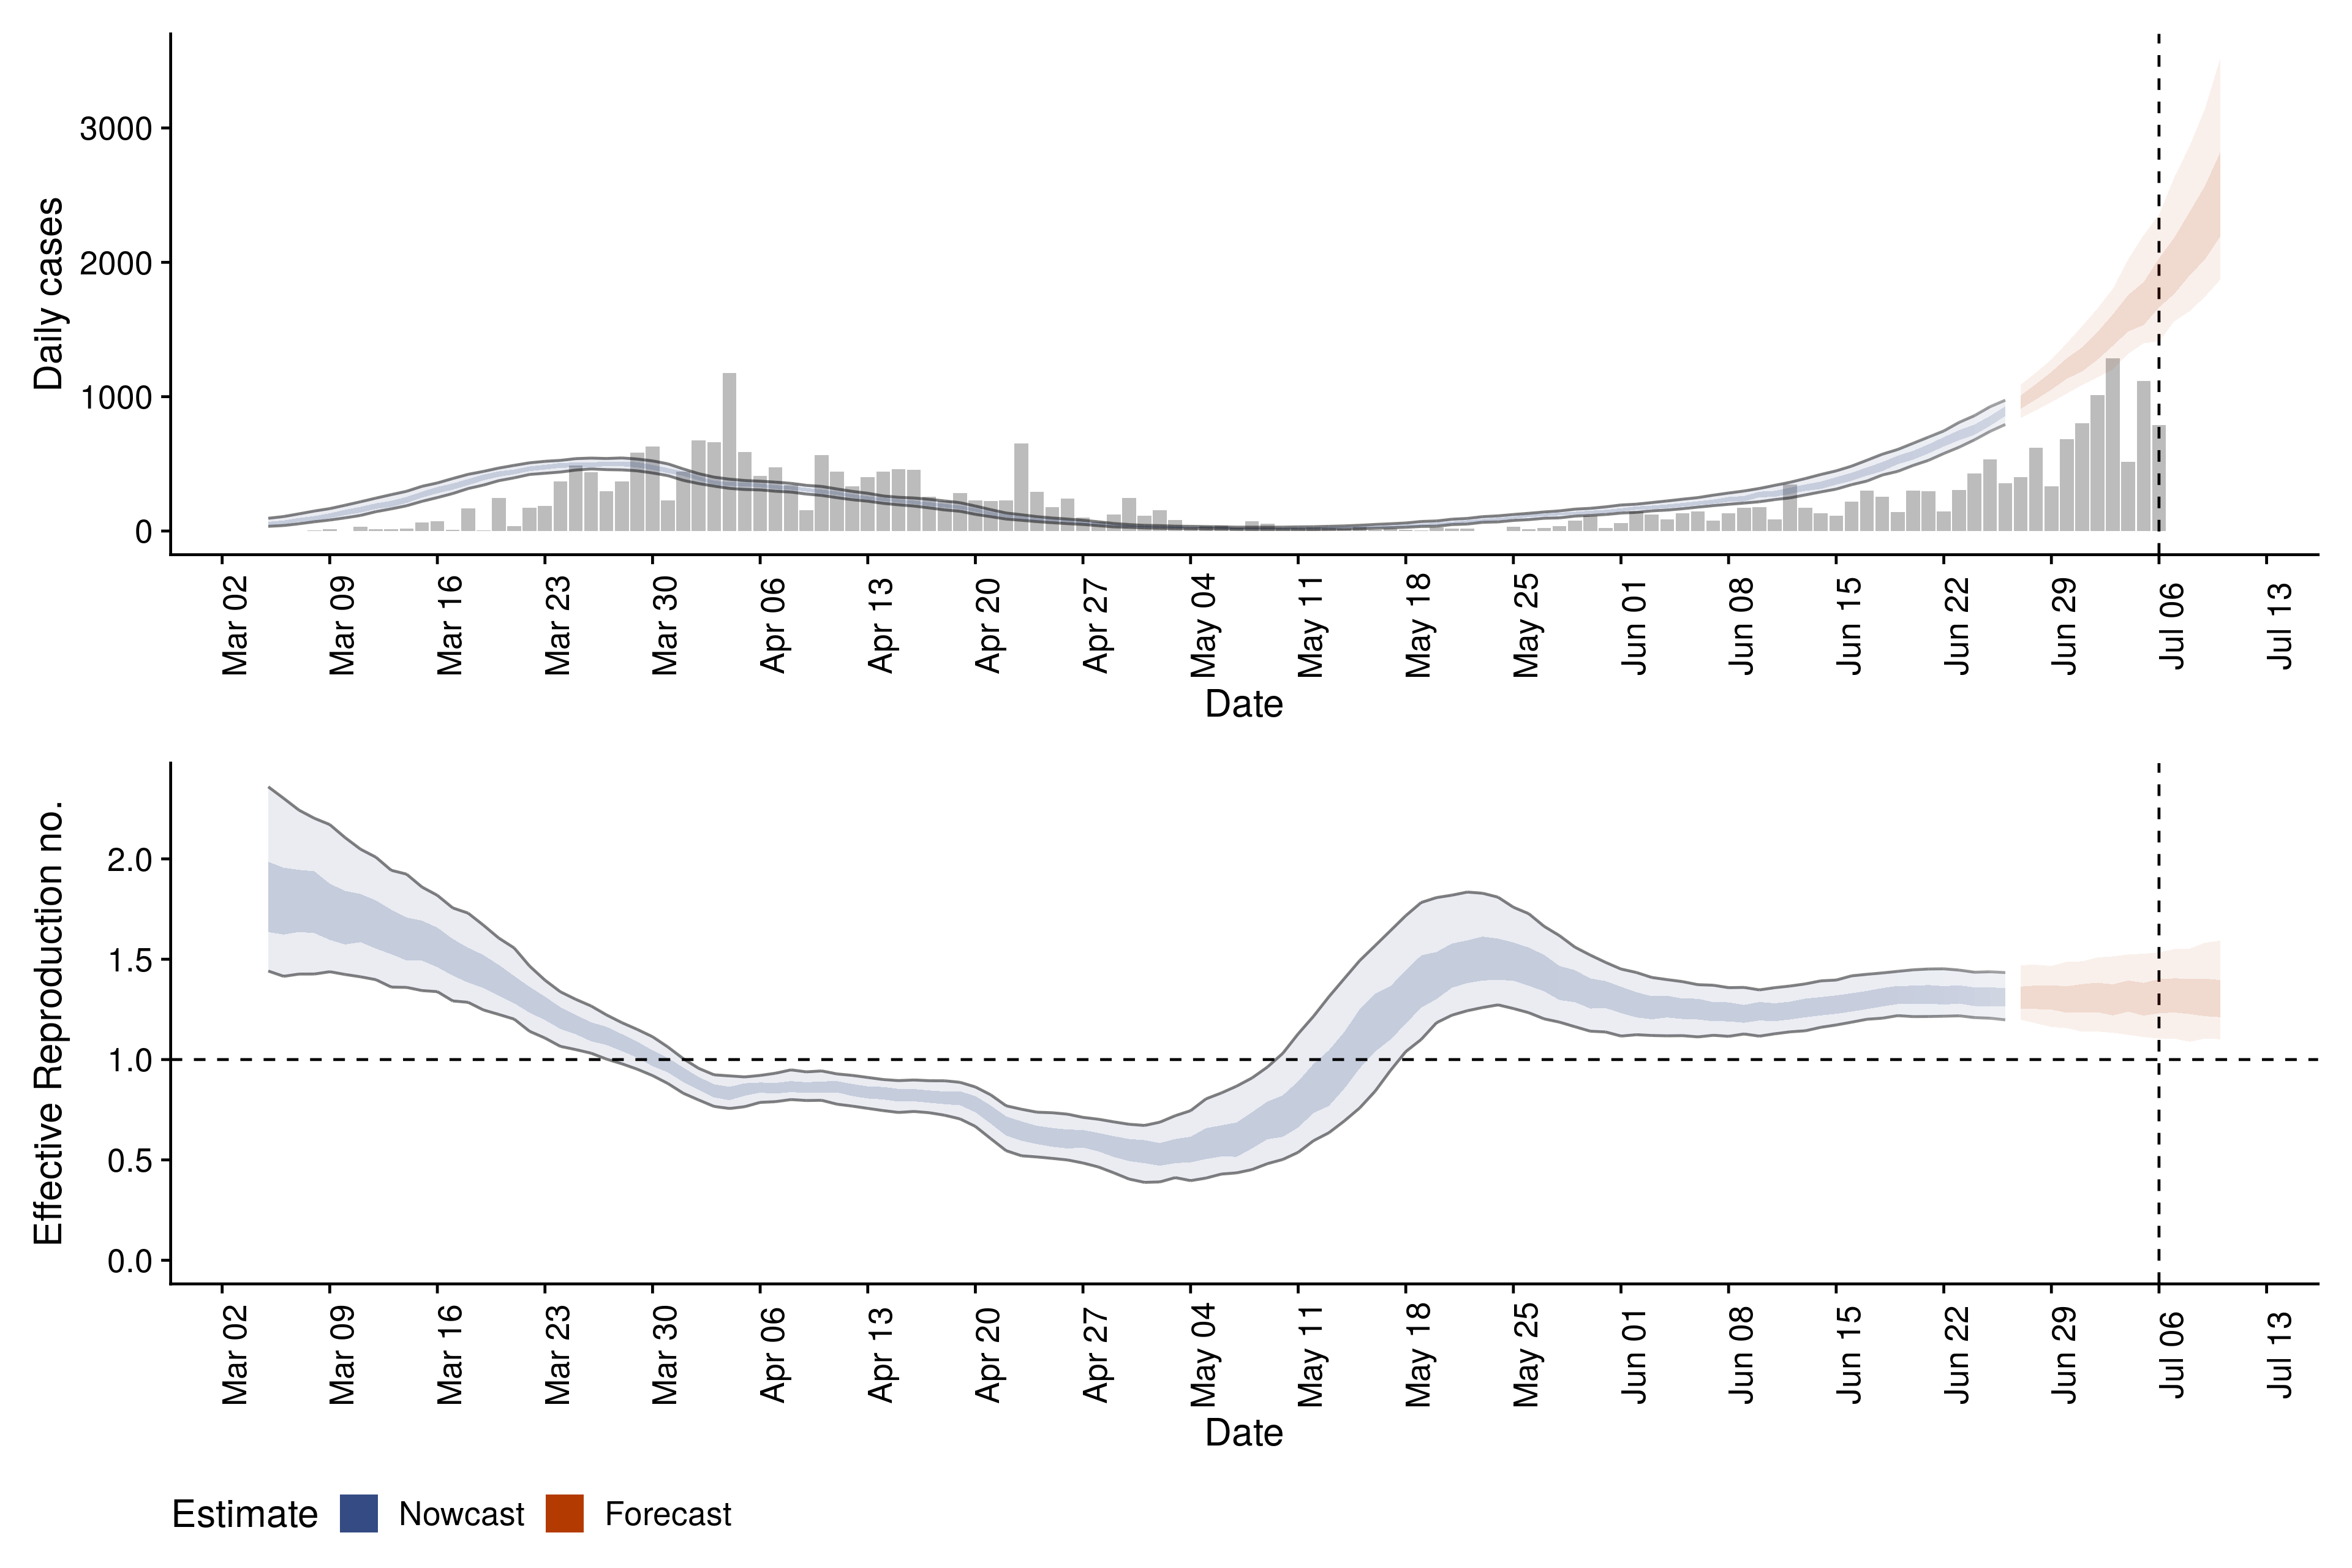 Daily cases
3000
2000
1000
0
Mar 02
Mar 09
Mar 16
Mar 23
Mar 30
Apr 06
Apr 13
Apr 20
Apr 27
May 04
May 11
May 18
May 25
Jun 01
Jun 08
Jun 15
Jun 22
Jun 29
Jul 06
Jul 13
Date
Effective Reproduction no.
2.0
1.5
1.0
0.5
0.0
Mar 02
Mar 09
Mar 16
Mar 23
Mar 30
Apr 06
Apr 13
Apr 20
Apr 27
May 04
May 11
May 18
May 25
Jun 01
Jun 08
Jun 15
Jun 22
Jun 29
Jul 06
Jul 13
Date
Estimate Nowcast Forecast